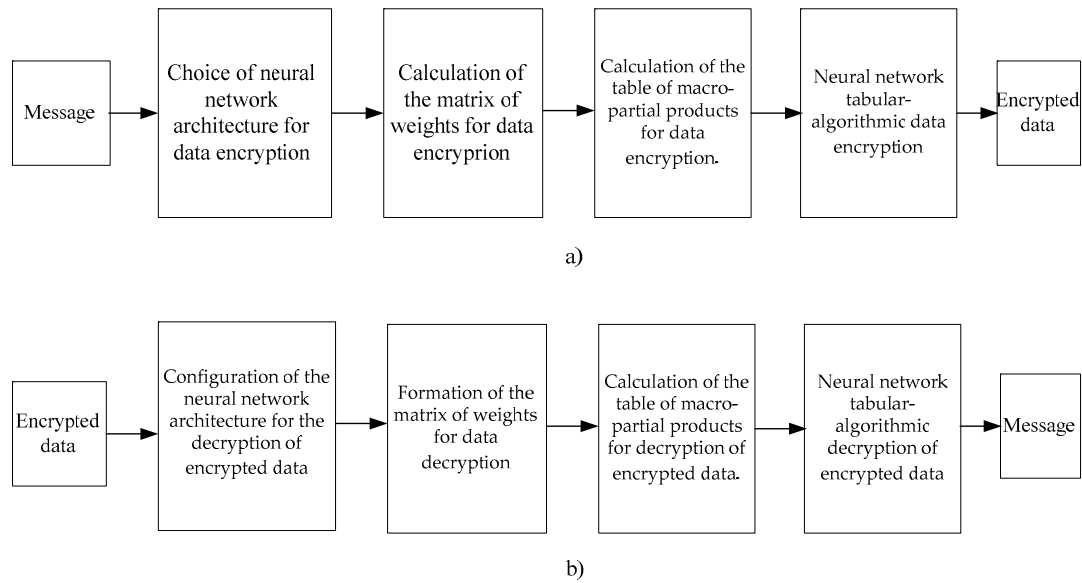 Message
Choice of neural
network
architecture for
data encryption
Calculation of
the matrix of
weights for data
encryprion
Calculation of the
table of macro-
partial products
for data
encryption.
Neural network
tabular-
algorithmic data
encryption
Encrypted
data
a)
Encrypted
data
Configuration of the
neural network
architecture for the
decryption of
encrypted data
Formation of the
matrix of weights
for data
decryption
Calculation of the
table of macro-
partial products
for decryption of
encrypted data.
Neural network
tabular-
algorithmic
decryption of
encrypted data
Message
b)